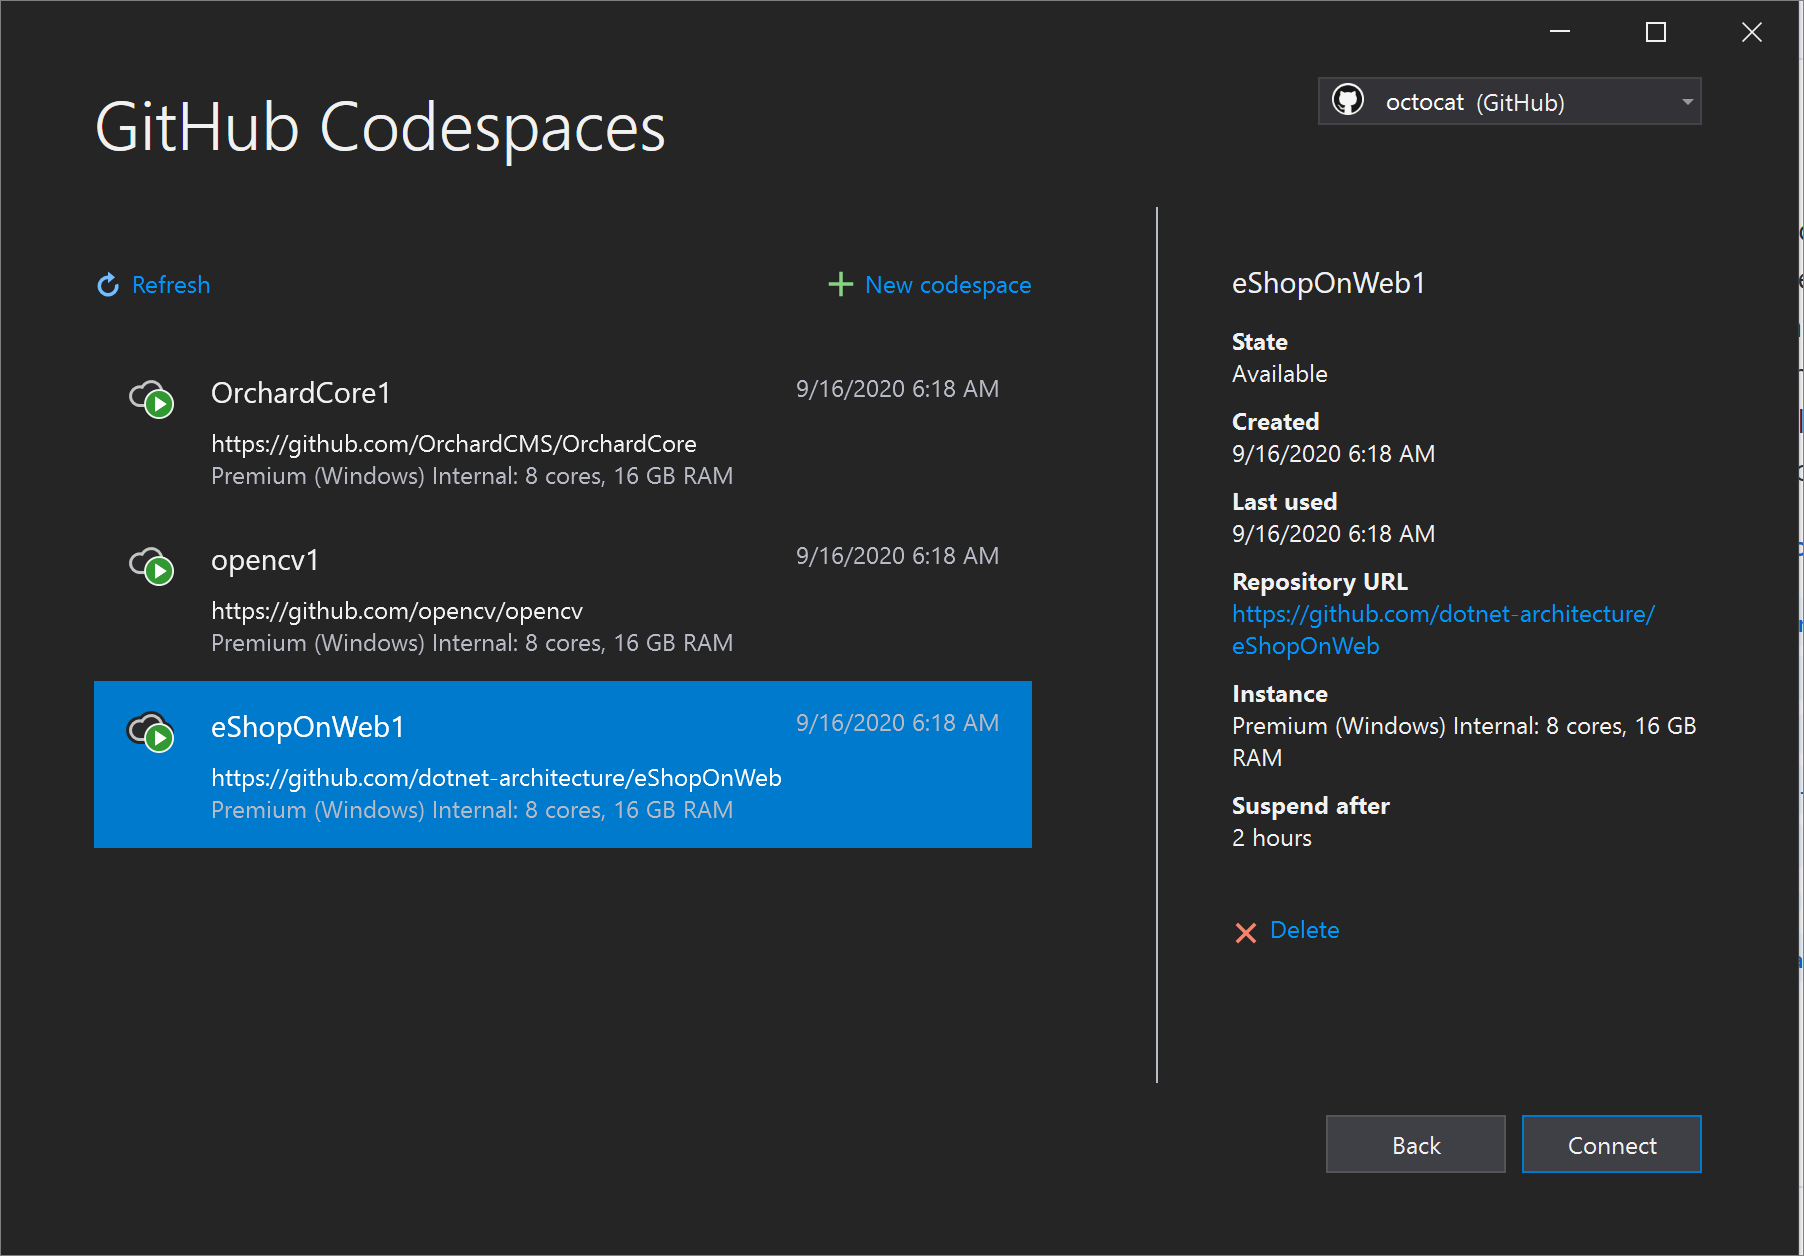 octocat (GitHub)
GitHub Codespaces
Refresh
New codespace
OrchardCore1
9/16/2020 6:18 AM
https://github.com/OrchardCMS/OrchardCore
Premium (Windows) Internal: 8 cores, 16 GB RAM
opencv1
9/16/2020 6:18 AM
https://github.com/opencv/opencv
Premium (Windows) Internal: 8 cores, 16 GB RAM
eShopOnWeb1
9/16/2020 6:18 AM
https://github.com/dotnet-architecture/eShopOnWeb
Premium (Windows) Internal: 8 cores, 16 GB RAM
eShopOnWeb1
State
Available
Created
9/16/2020 6:18 AM
Last used
9/16/2020 6:18 AM
Repository URL
https://github.com/dotnet-architecture/
eShopOnWeb
Instance
Premium (Windows) Internal: 8 cores, 16 GB
RAM
Suspend after
2 hours
Delete
Back
Connect